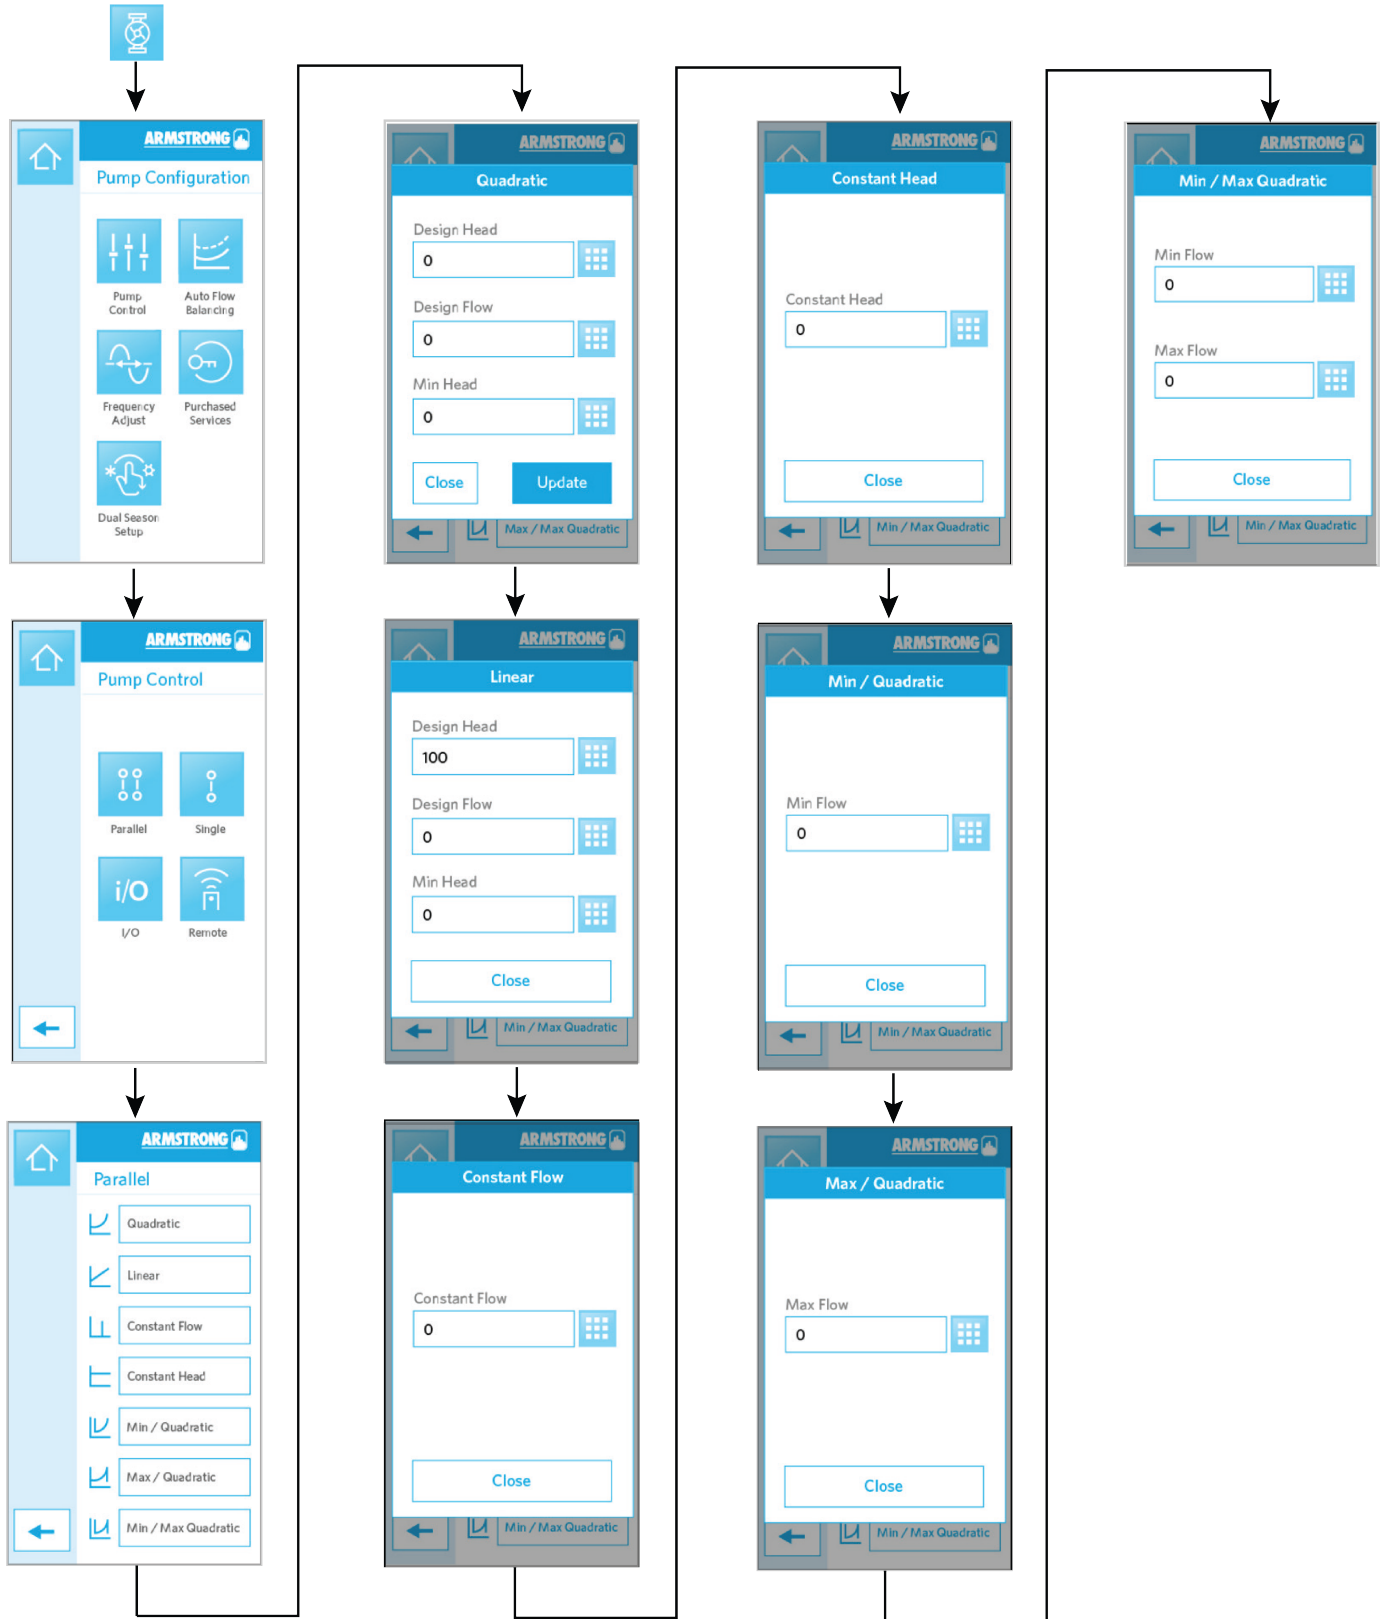 ARMSTRONG
Pump Configuration
Pump
Control
Auto Flow
Balancing
Frequency
Adjust
Purchased
Services
Dual Season
Setup
ARMSTRONG
Pump Control
Parallel
Single
i/O
I/O
Remote
ARMSTRONG
Parallel
Quadratic
Linear
Constant Flow
Constant Head
Min / Quadratic
Max / Quadratic
Min / Max Quadratic
ARMSTRONG
Quadratic
Design Head
0
Design Flow
0
Min Head
0
Close
Update
Max / Max Quadratic
ARMSTRONG
Linear
Design Head
100
Design Flow
0
Min Head
0
Close
Min / Max Quadratic
ARMSTRONG
Constant Flow
Constant Flow
0
Close
Min / Max Quadratic
ARMSTRONG
Constant Head
Constant Head
0
Close
Min / Max Quadratic
ARMSTRONG
Min / Quadratic
Min Flow
0
Close
Min / Max Quadratic
ARMSTRONG
Max / Quadratic
Max Flow
0
Close
Min / Max Quadratic
ARMSTRONG
Min / Max Quadratic
Min Flow
0
Max Flow
0
Close
Min / Max Quadratic